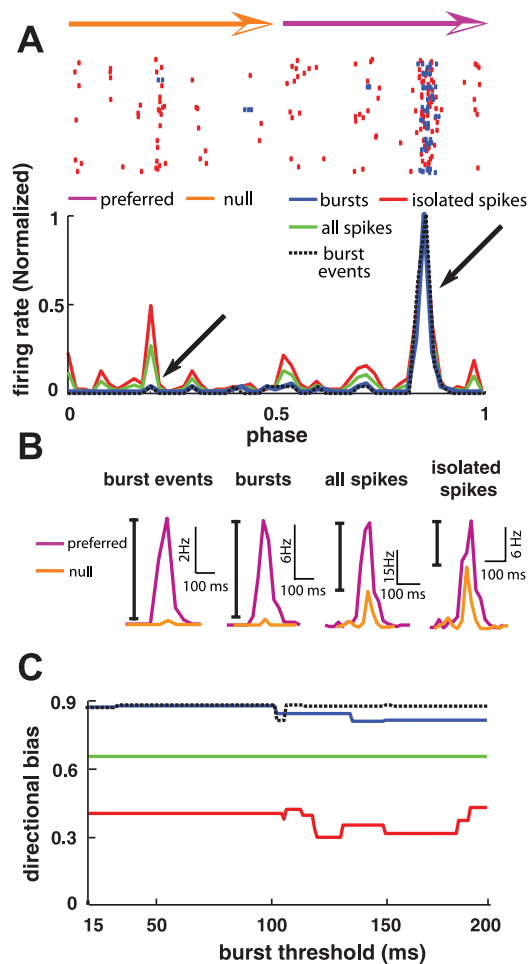 A
preferred null
bursts isolated spikes
all spikes
burst
events
firing rate (Normalized)
1
0.5
0
0 0.5 1
phase
B
burst events bursts all spikes isolated
spikes
preferred
null
2Hz
100 ms
6Hz
100 ms
15Hz
100 ms
6 Hz
100 ms
C
directional bias
0.9
0.6
0.3
0
15 50 100 150 200
burst threshold (ms)